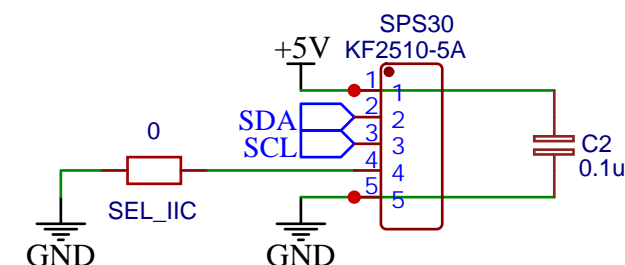 SPS30
+5V KF2510-5A
1 1
0
SDA 2 2
SCL 3 3
C2
0.1u
4 4
5 5
SEL_IIC
GND GND